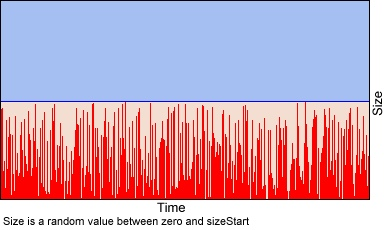 Size
Time
Size is a random value between zero and sizeStart